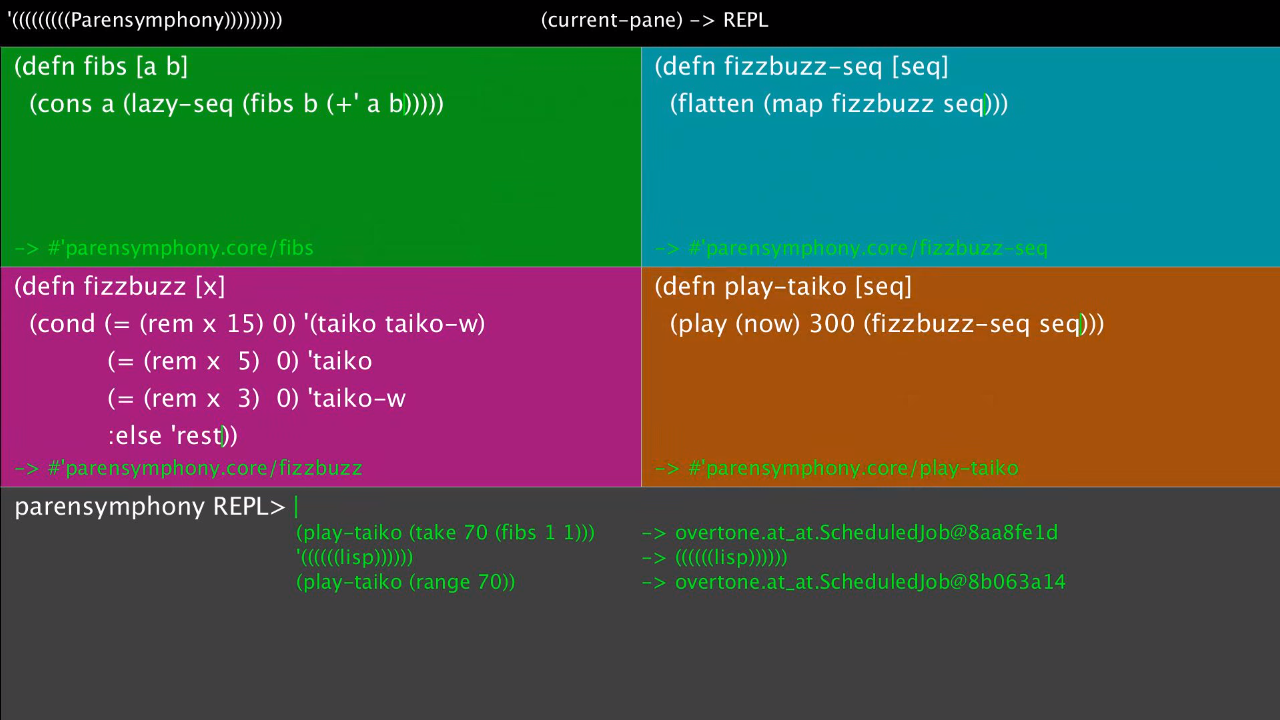 '(((((((((Parensymphony)))))))))
(current-pane) -> REPL
(defn fibs [a b]
  (cons a (lazy-seq (fibs b (+' a b)))))
-> #'parensymphony.core/fibs
(defn fizzbuzz-seq [seq]
  (flatten (map fizzbuzz seq)))
-> #'parensymphony.core/fizzbuzz-seq
(defn fizzbuzz [x]
  (cond (= (rem x 15) 0) '(taiko taiko-w)
        (= (rem x  5)  0) 'taiko
        (= (rem x  3)  0) 'taiko-w
        :else 'rest))
-> #'parensymphony.core/fizzbuzz
(defn play-taiko [seq]
  (play (now) 300 (fizzbuzz-seq seq)))
-> #'parensymphony.core/play-taiko
parensymphony REPL>
(play-taiko (take 70 (fibs 1 1))) -> overtone.at_at.ScheduledJob@8aa8fe1d
'((((((lisp)))))) -> ((((((lisp))))))
(play-taiko (range 70)) -> overtone.at_at.ScheduledJob@8b063a14